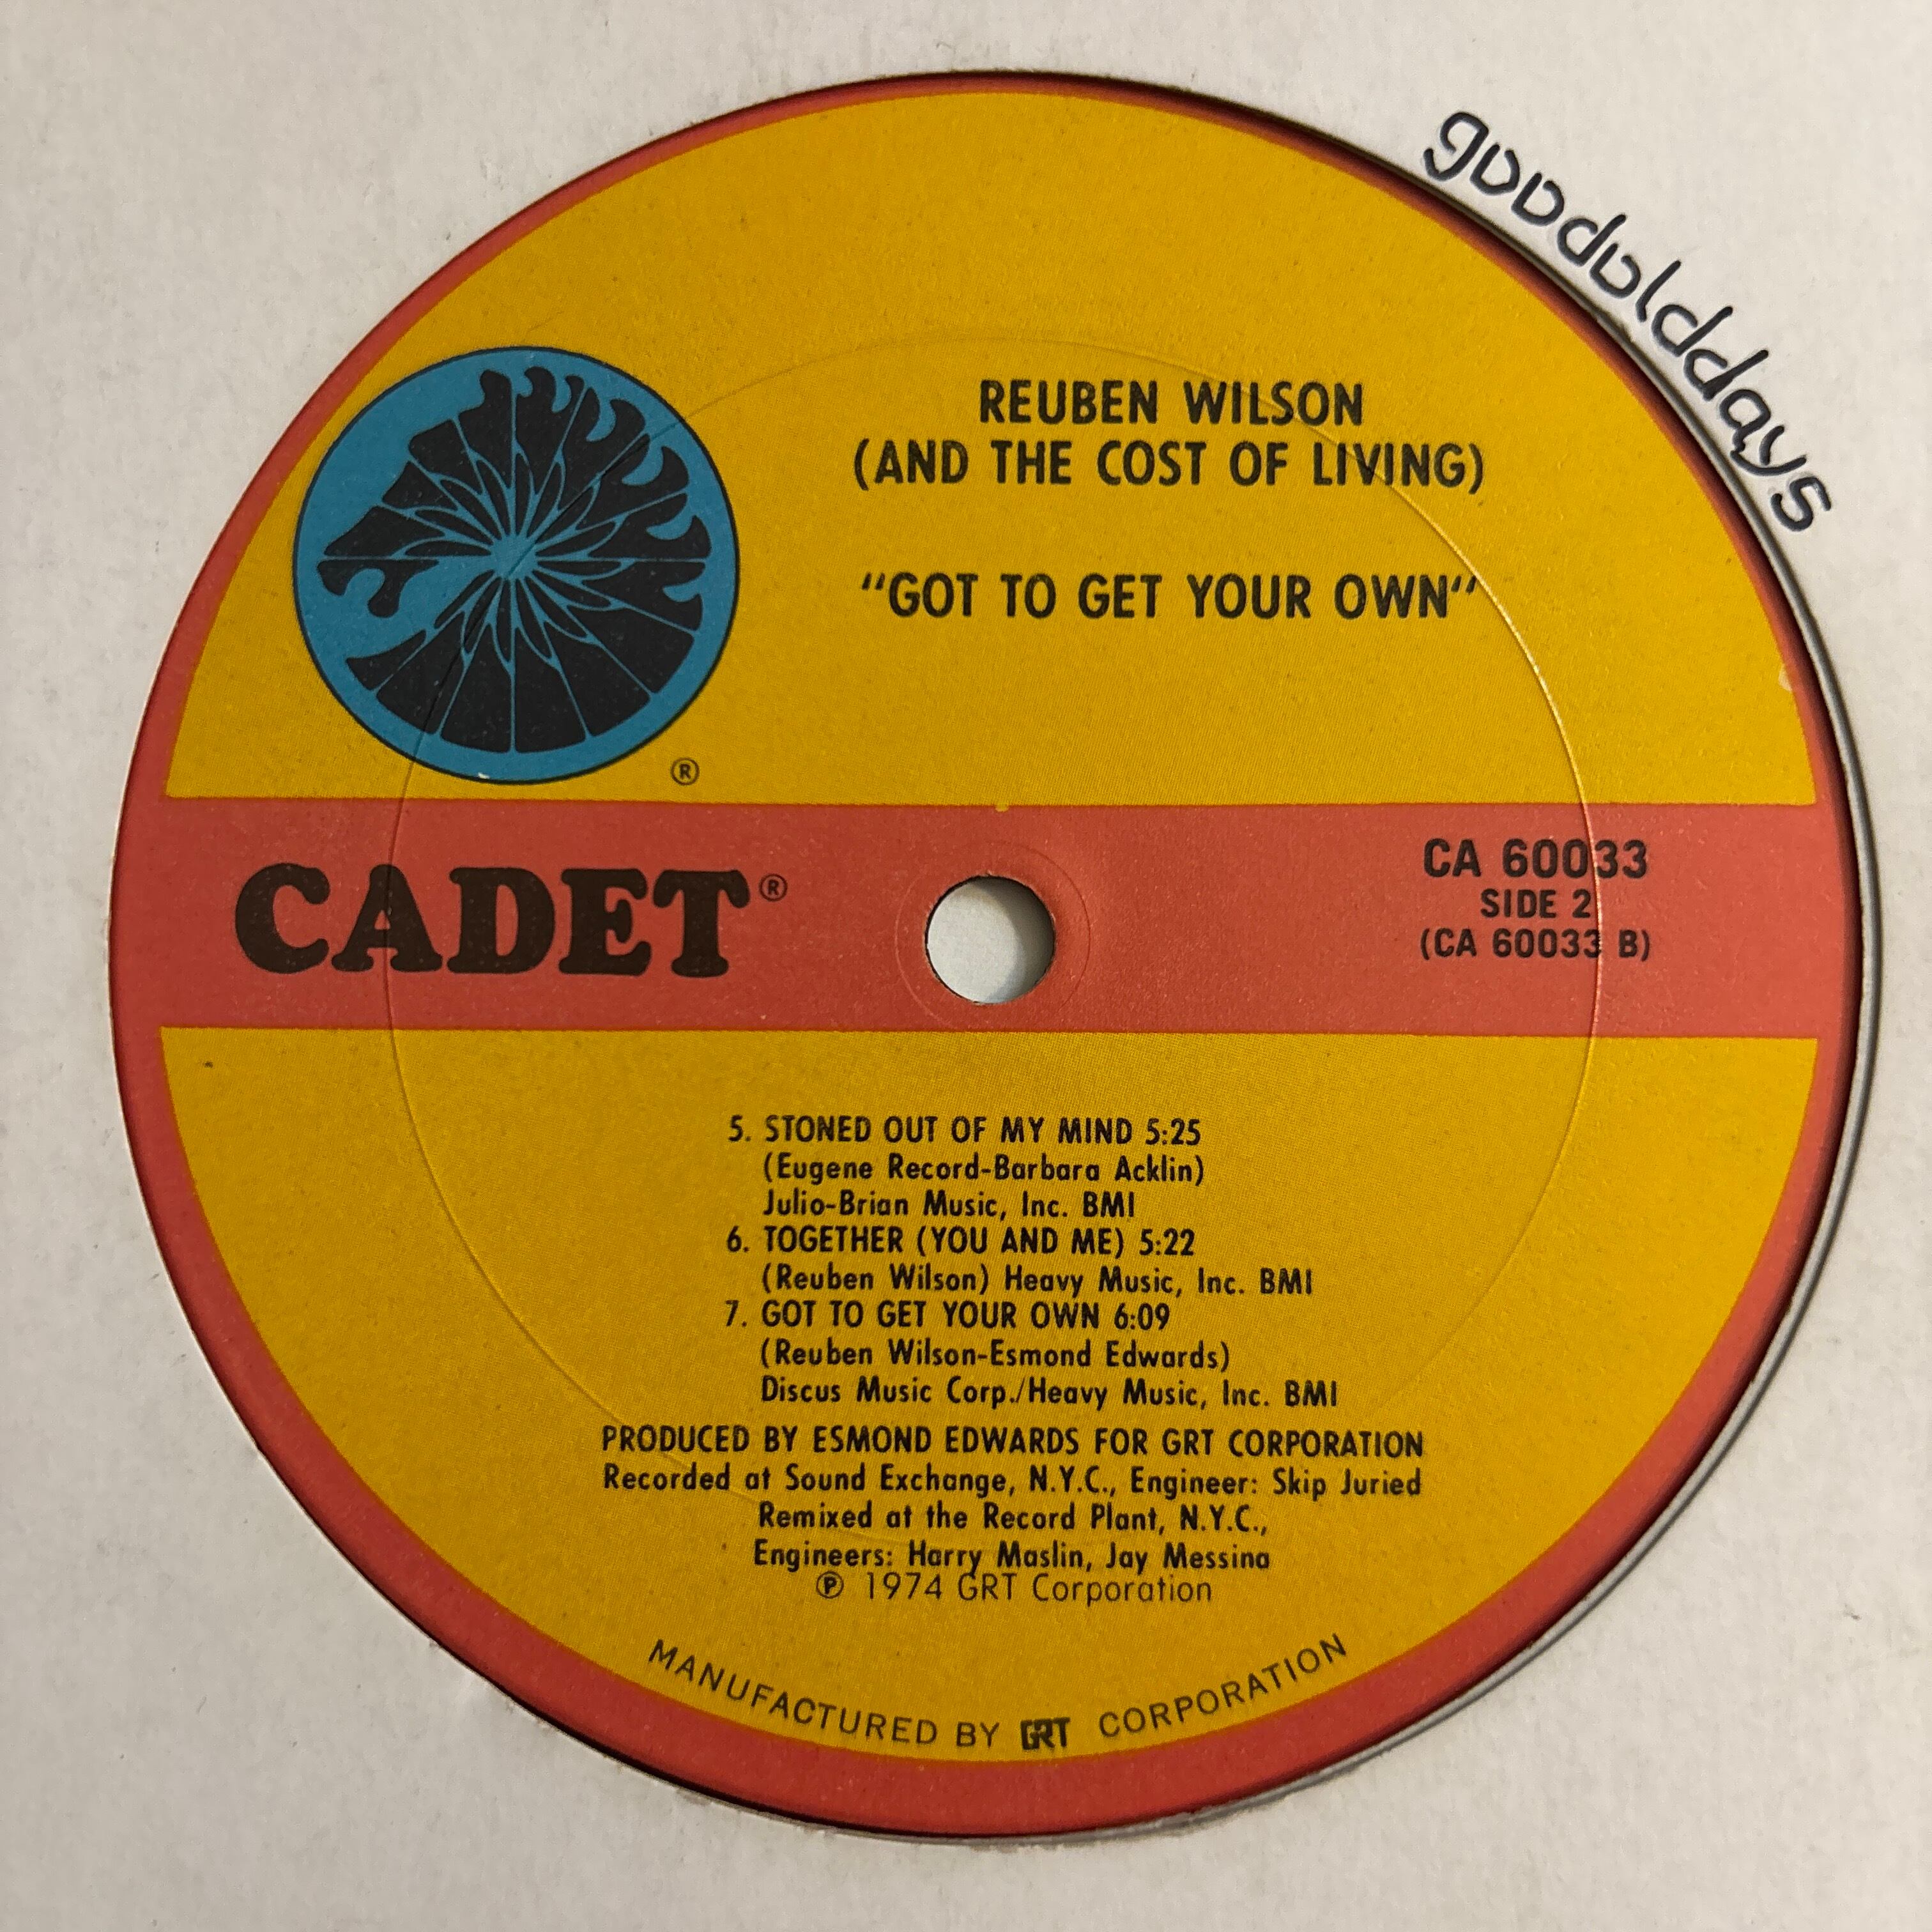 goodolddays
REUBEN WILSON
(AND THE COST OF LIVING)
"GOT TO GET YOUR OWN"
®
CADET®
CA 60033
SIDE 2
(CA 60033 B)
5. STONED OUT OF MY MIND 5:25
(Eugene Record-Barbara Acklin)
Julio-Brian Music, Inc. BMI
6. TOGETHER (YOU AND ME) 5:22
(Reuben Wilson) Heavy Music, Inc. BMI
7. GOT TO GET YOUR OWN 6:09
(Reuben Wilson-Esmond Edwards)
Discus Music Corp./Heavy Music, Inc. BMI
PRODUCED BY ESMOND EDWARDS FOR GRT CORPORATION
Recorded at Sound Exchange, N.Y.C., Engineer: Skip Juried
Remixed at the Record Plant, N.Y.C.,
Engineers: Harry Maslin, Jay Messina
℗ 1974 GRT Corporation
MANUFACTURED BY GRT CORPORATION